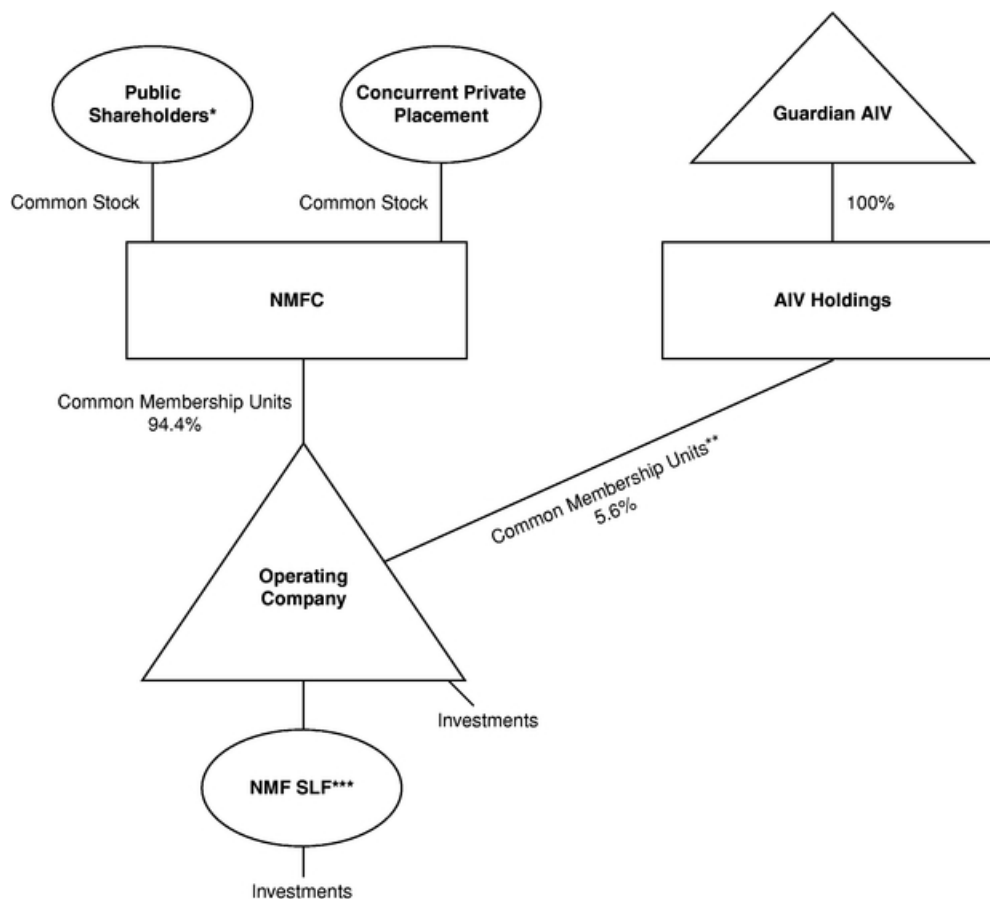 Public
Shareholders*
Concurrent Private
Placement
Guardian AIV
Common Stock
Common Stock
100%
NMFC
AIV Holdings
Common Membership Units
94.4%
Common Membership Units**
5.6%
Operating
Company
Investments
NMF SLF***
Investments